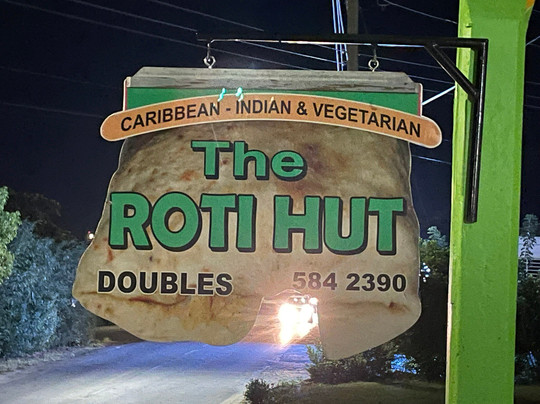 CARIBBEAN - INDIAN & VEGETARIAN
The
ROTI HUT
DOUBLES 584 2390